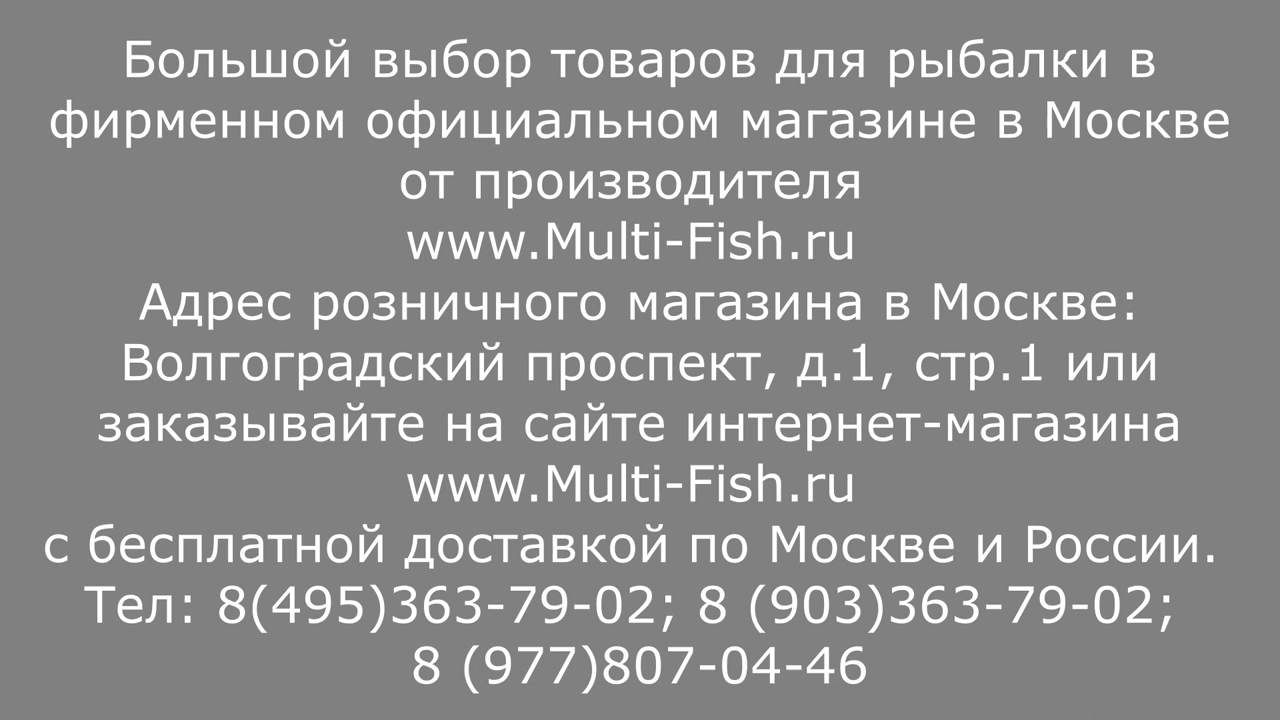 Большой выбор товаров для рыбалки в
фирменном официальном магазине в Москве
от производителя
www.Multi-Fish.ru
Адрес розничного магазина в Москве:
Волгоградский проспект, д.1, стр.1 или
заказывайте на сайте интернет-магазина
www.Multi-Fish.ru
с бесплатной доставкой по Москве и России.
Тел: 8(495)363-79-02; 8 (903)363-79-02;
8 (977)807-04-46